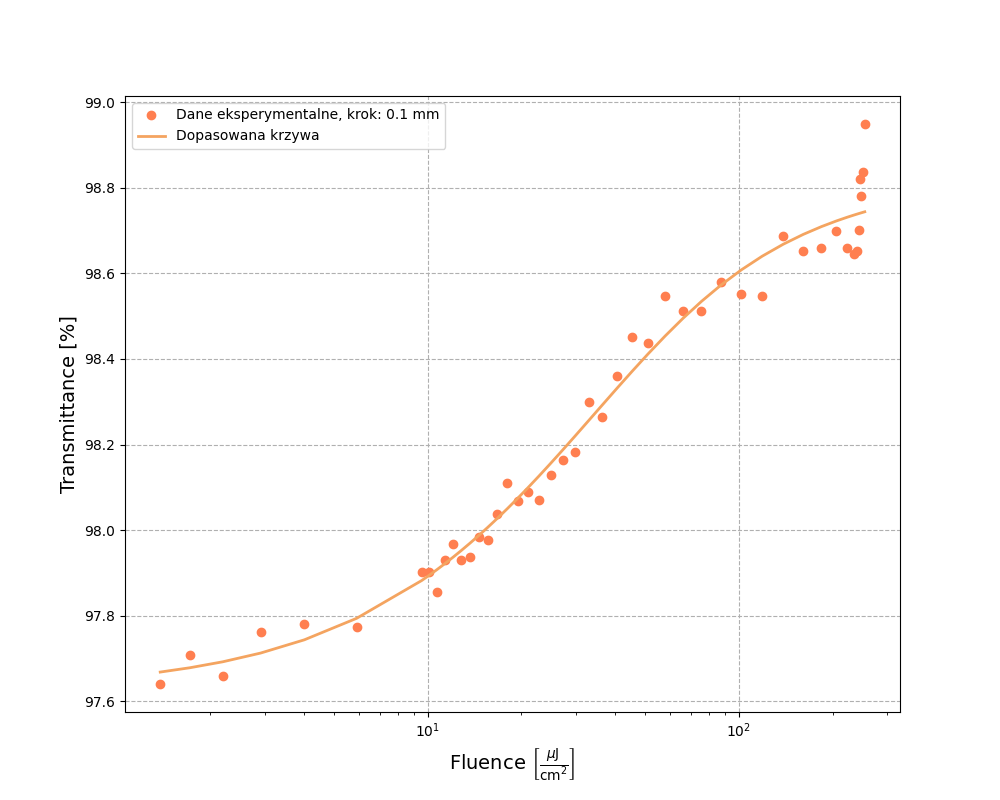 99.0
98.8
98.6
98.4
98.2
98.0
97.8
97.6
Transmittance [%]
Dane eksperymentalne, krok: 0.1 mm
Dopasowana krzywa
10¹
10²
Fluence [μJ/cm²]